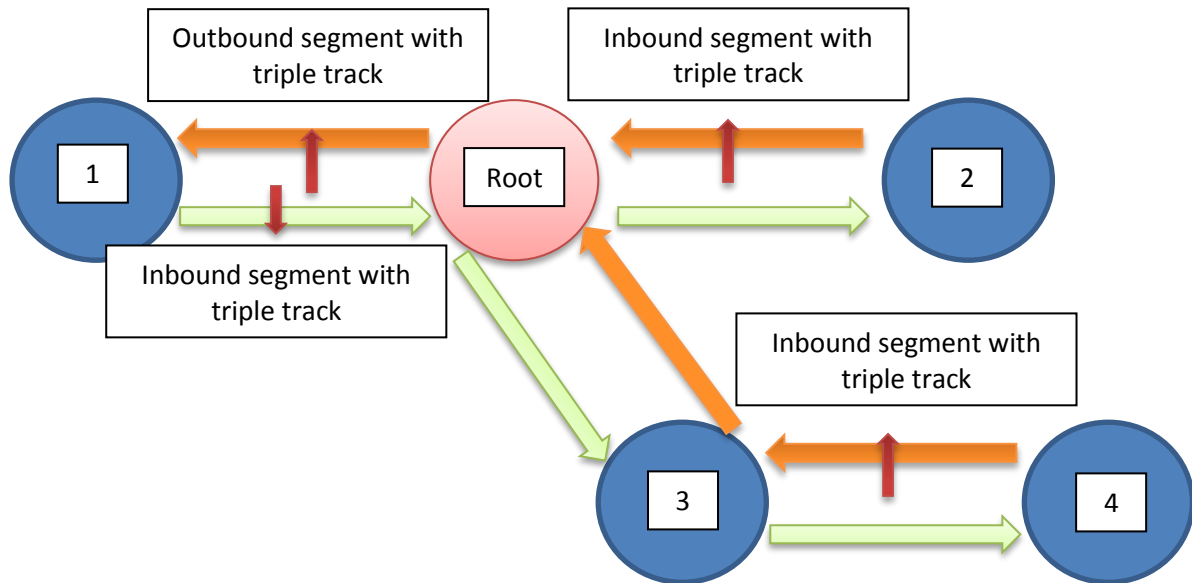 Outbound segment with
triple track
Inbound segment with
triple track
1
Root
2
Inbound segment with
triple track
Inbound segment with
triple track
3
4